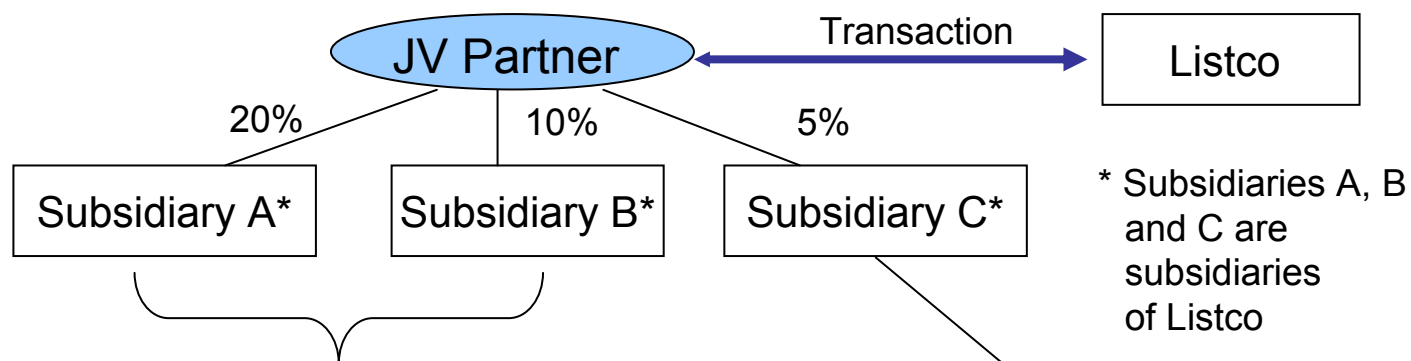 Transaction
JV Partner
Listco
20%
10%
5%
Subsidiary A*
Subsidiary B*
Subsidiary C*
* Subsidiaries A, B
and C are
subsidiaries
of Listco